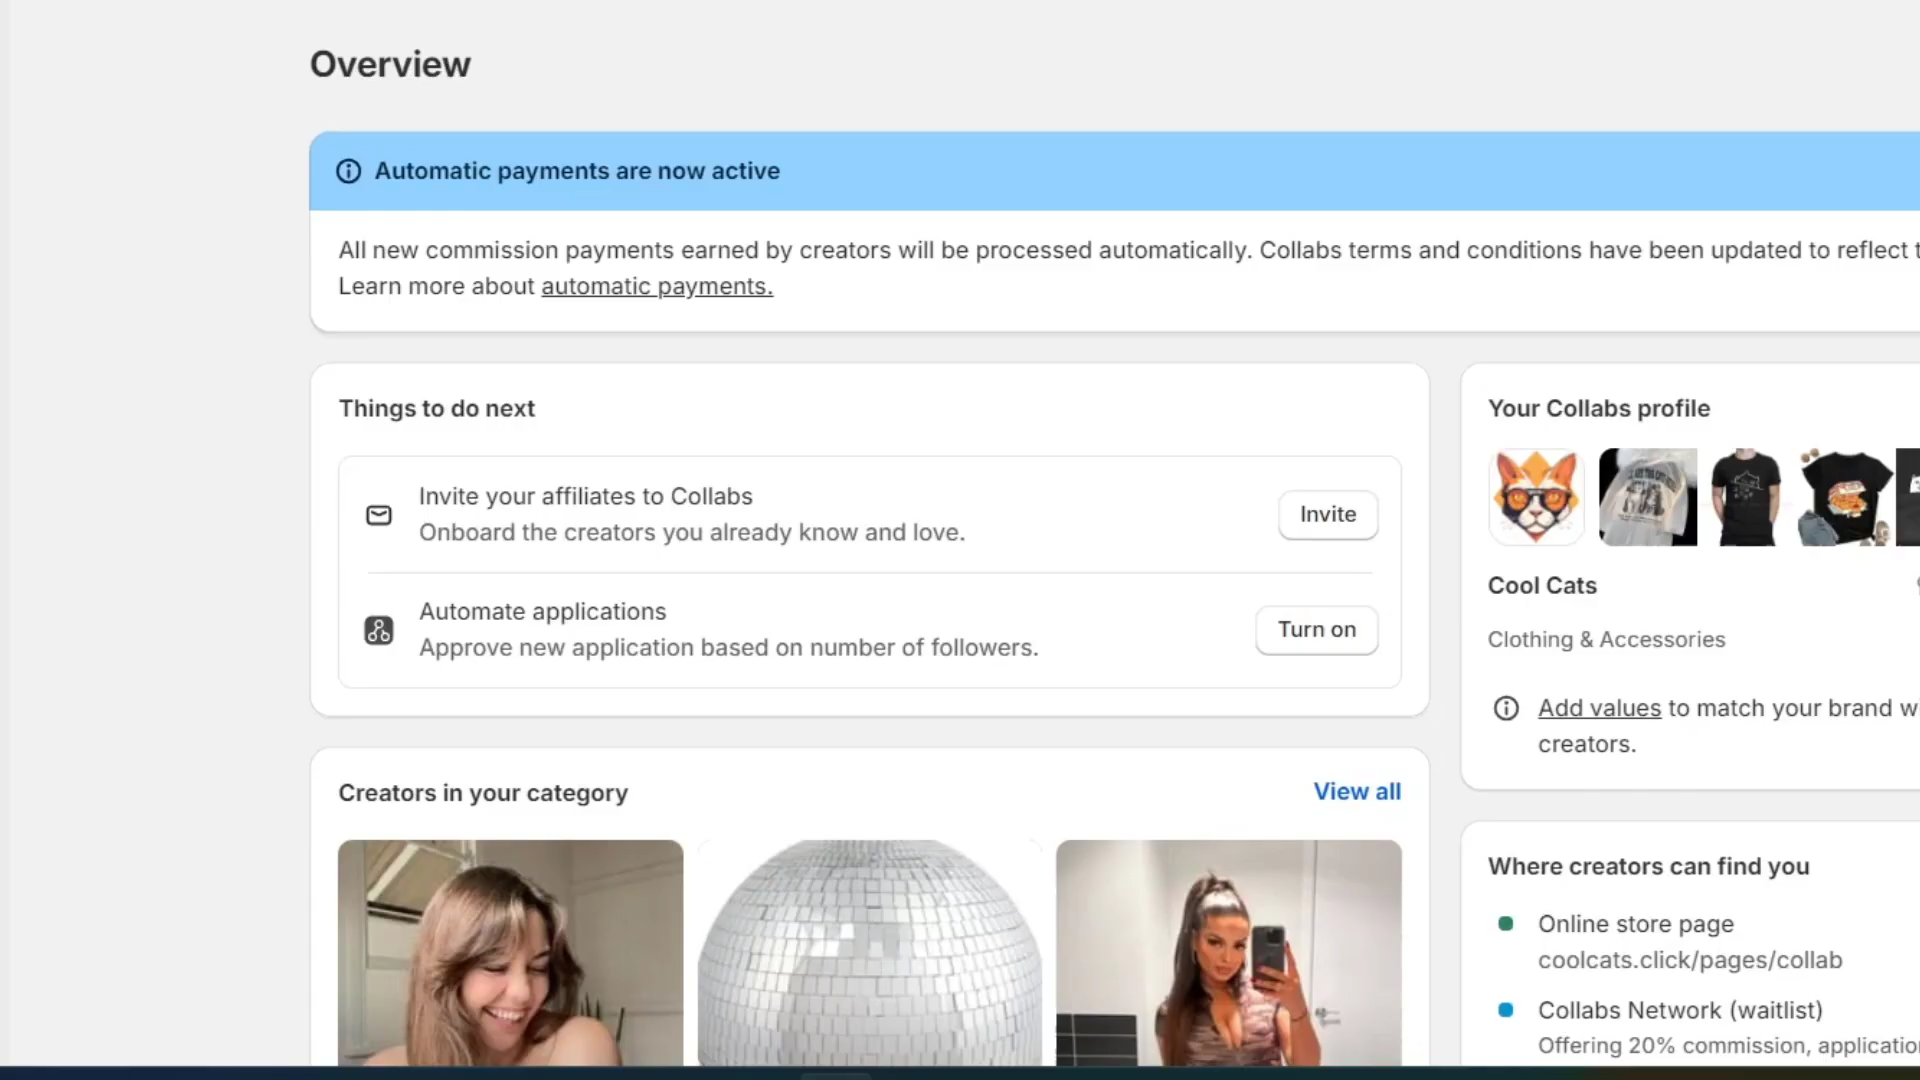 Overview
Automatic payments are now active
All new commission payments earned by creators will be processed automatically. Collabs terms and conditions have been updated to reflect
Learn more about automatic payments.
Things to do next
Invite your affiliates to Collabs
Onboard the creators you already know and love.
Invite
Automate applications
Approve new application based on number of followers.
Turn on
Creators in your category
View all
Your Collabs profile
Cool Cats
Clothing & Accessories
Add values to match your brand
creators.
Where creators can find you
Online store page
coolcats.click/pages/collab
Collabs Network (waitlist)
Offering 20% commission,